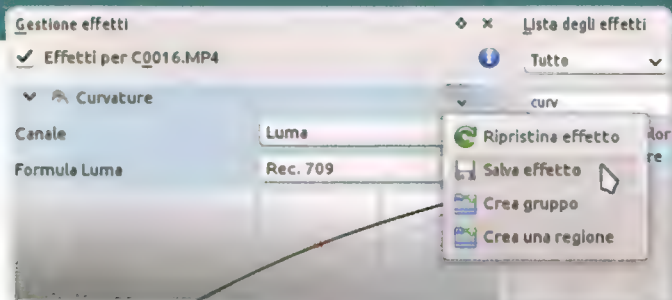 Gestione effetti
Lista degli effetti
Effetti per C0016.MP4
Tutto
Curvature
curv
Canale
Luma
Formula Luma
Rec. 709
Ripristina effetto
Salva effetto
Crea gruppo
Crea una regione